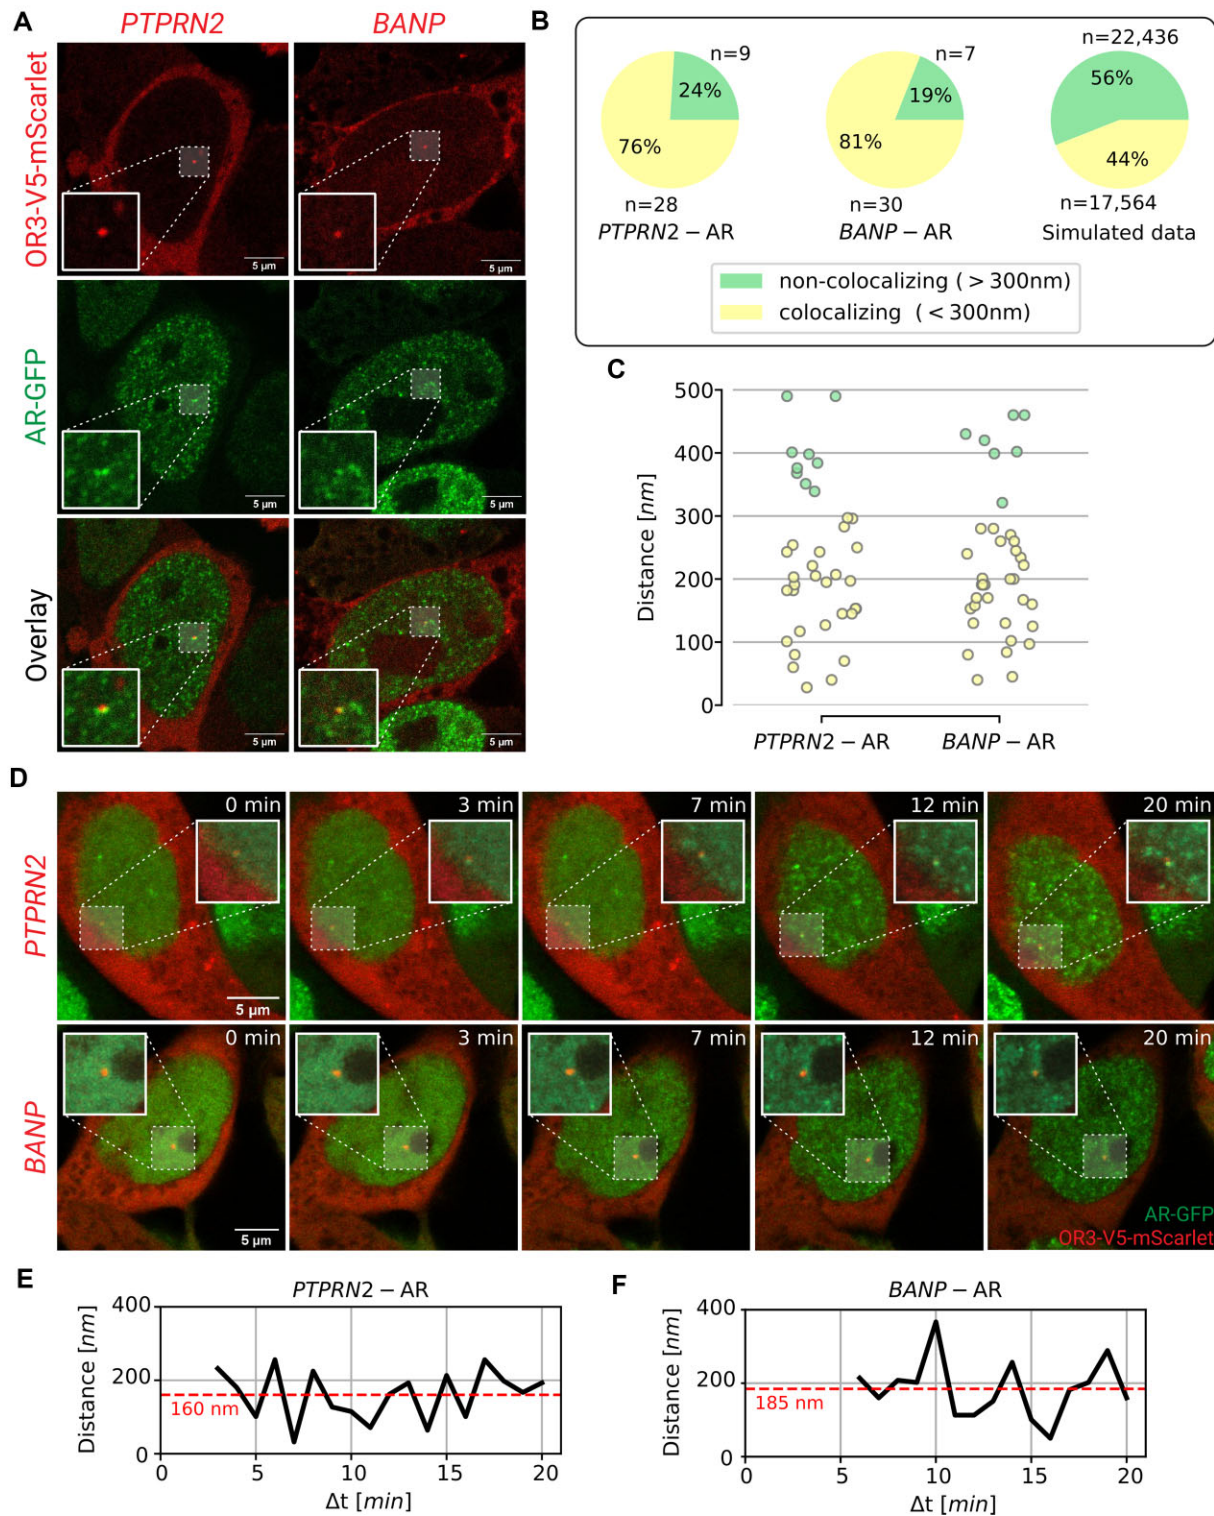 A
PTPRN2
BANP
OR3-V5-mScarlet
5 µm
5 µm
AR-GFP
5 µm
5 µm
Overlay
5 µm
5 µm
B
n=9
n=7
n=22,436
24%
76%
19%
81%
56%
44%
n=28
n=30
n=17,564
PTPRN2 – AR
BANP – AR
Simulated data
non-colocalizing ( > 300nm)
colocalizing ( < 300nm)
C
Distance [nm]
500
400
300
200
100
0
PTPRN2 – AR
BANP – AR
D
PTPRN2
0 min
3 min
7 min
12 min
20 min
5 µm
BANP
0 min
3 min
7 min
12 min
20 min
5 µm
AR-GFP
OR3-V5-mScarlet
E
PTPRN2 – AR
Distance [nm]
400
200
0
160 nm
0 5 10 15 20
Δt [min]
F
BANP – AR
Distance [nm]
400
200
0
185 nm
0 5 10 15 20
Δt [min]